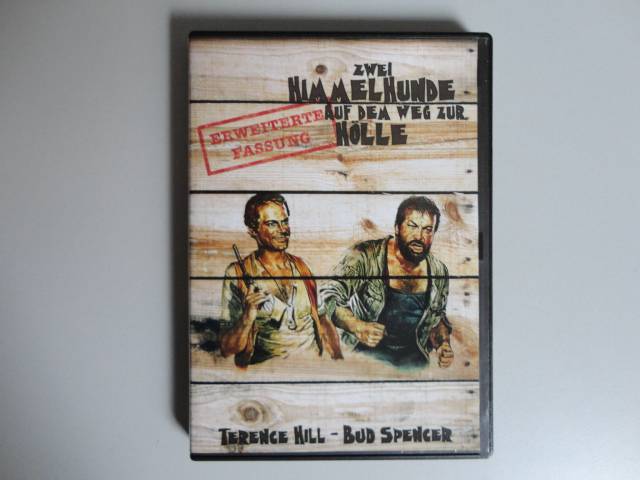 ZWEI
HIMMELHUNDE
AUF DEM WEG ZUR
HÖLLE
ERWEITERTE
FASSUNG
TERENCE HILL - BUD SPENCER